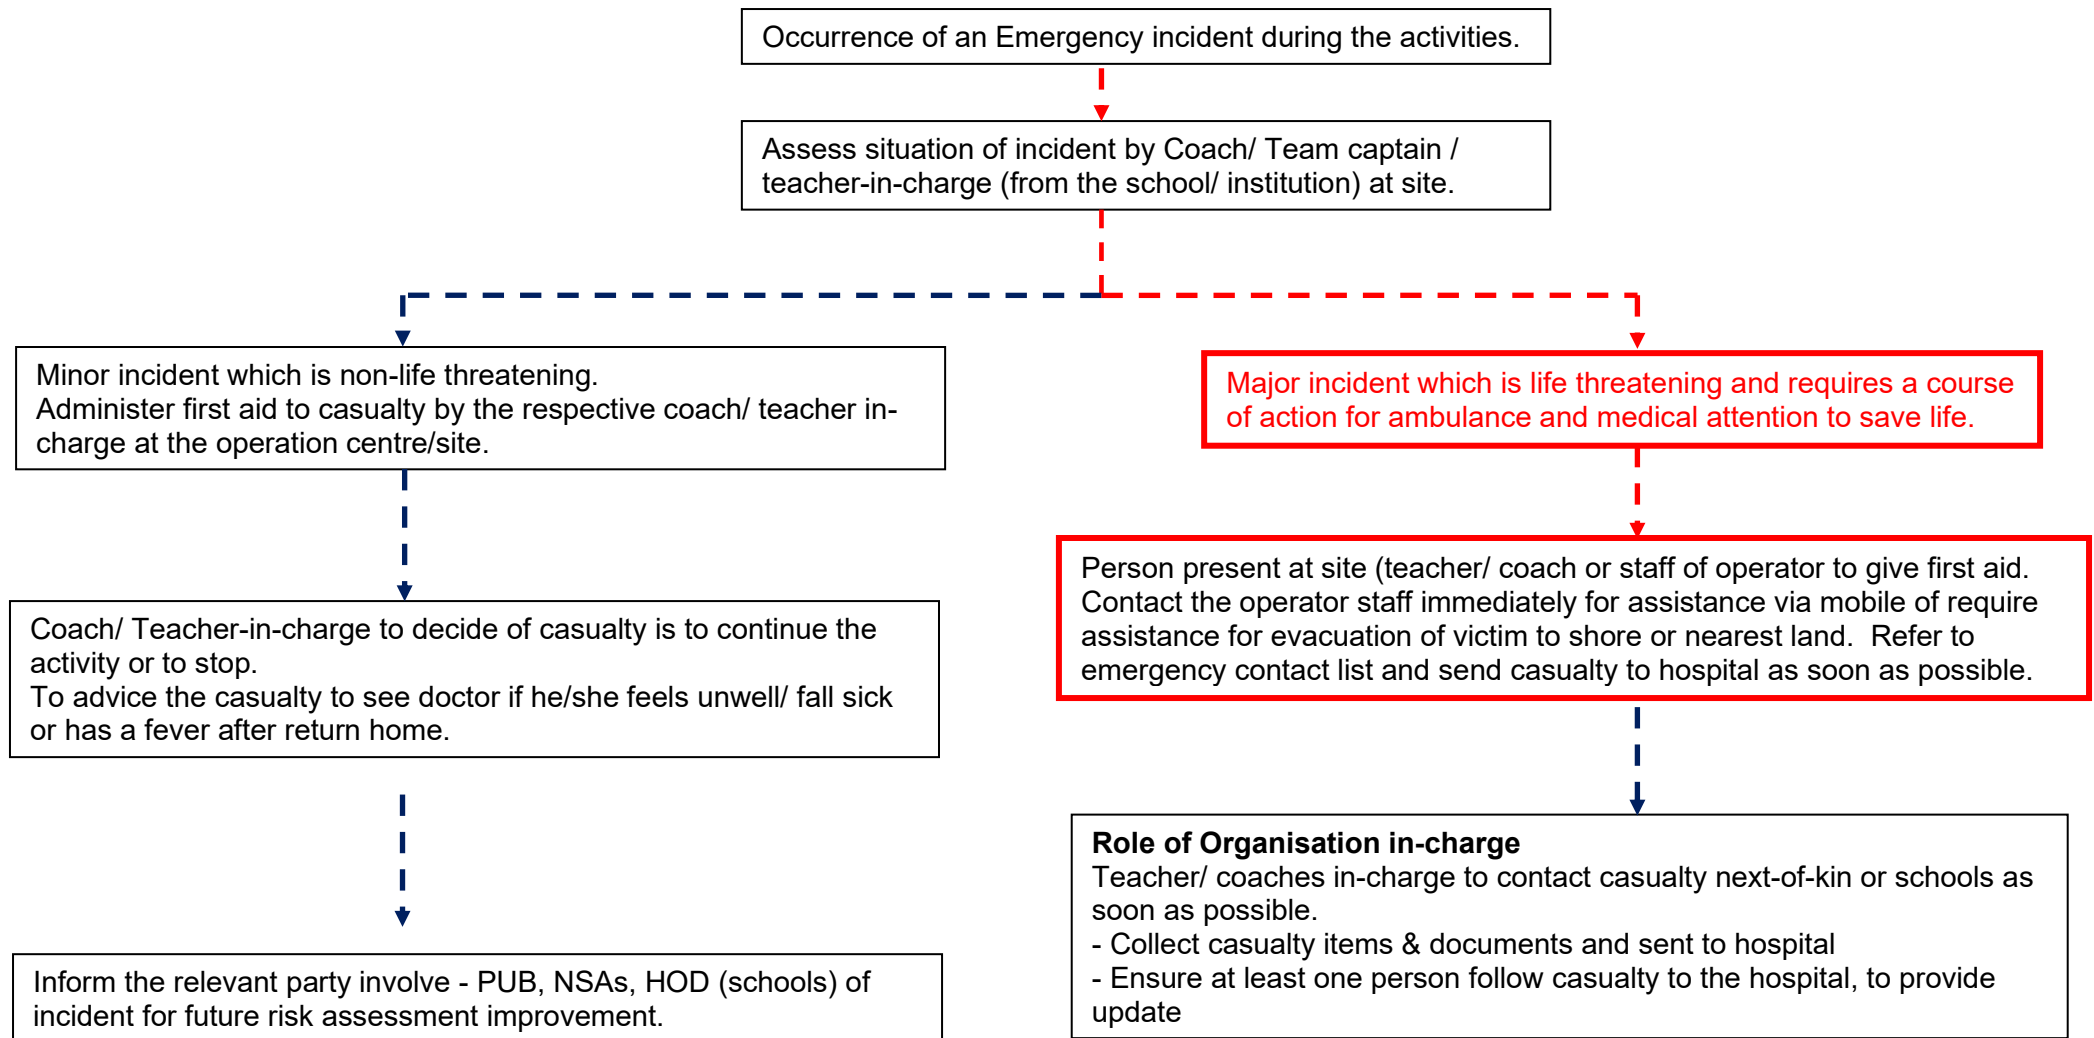 Occurrence of an Emergency incident during the activities.
Assess situation of incident by Coach/ Team captain /
teacher-in-charge (from the school/ institution) at site.
Minor incident which is non-life threatening.
Administer first aid to casualty by the respective coach/ teacher in-
charge at the operation centre/site.
Coach/ Teacher-in-charge to decide of casualty is to continue the
activity or to stop.
To advice the casualty to see doctor if he/she feels unwell/ fall sick
or has a fever after return home.
Inform the relevant party involve - PUB, NSAs, HOD (schools) of
incident for future risk assessment improvement.
Major incident which is life threatening and requires a course
of action for ambulance and medical attention to save life.
Person present at site (teacher/ coach or staff of operator to give first aid.
Contact the operator staff immediately for assistance via mobile of require
assistance for evacuation of victim to shore or nearest land.  Refer to
emergency contact list and send casualty to hospital as soon as possible.
Role of Organisation in-charge
Teacher/ coaches in-charge to contact casualty next-of-kin or schools as
soon as possible.
- Collect casualty items & documents and sent to hospital
- Ensure at least one person follow casualty to the hospital, to provide
update